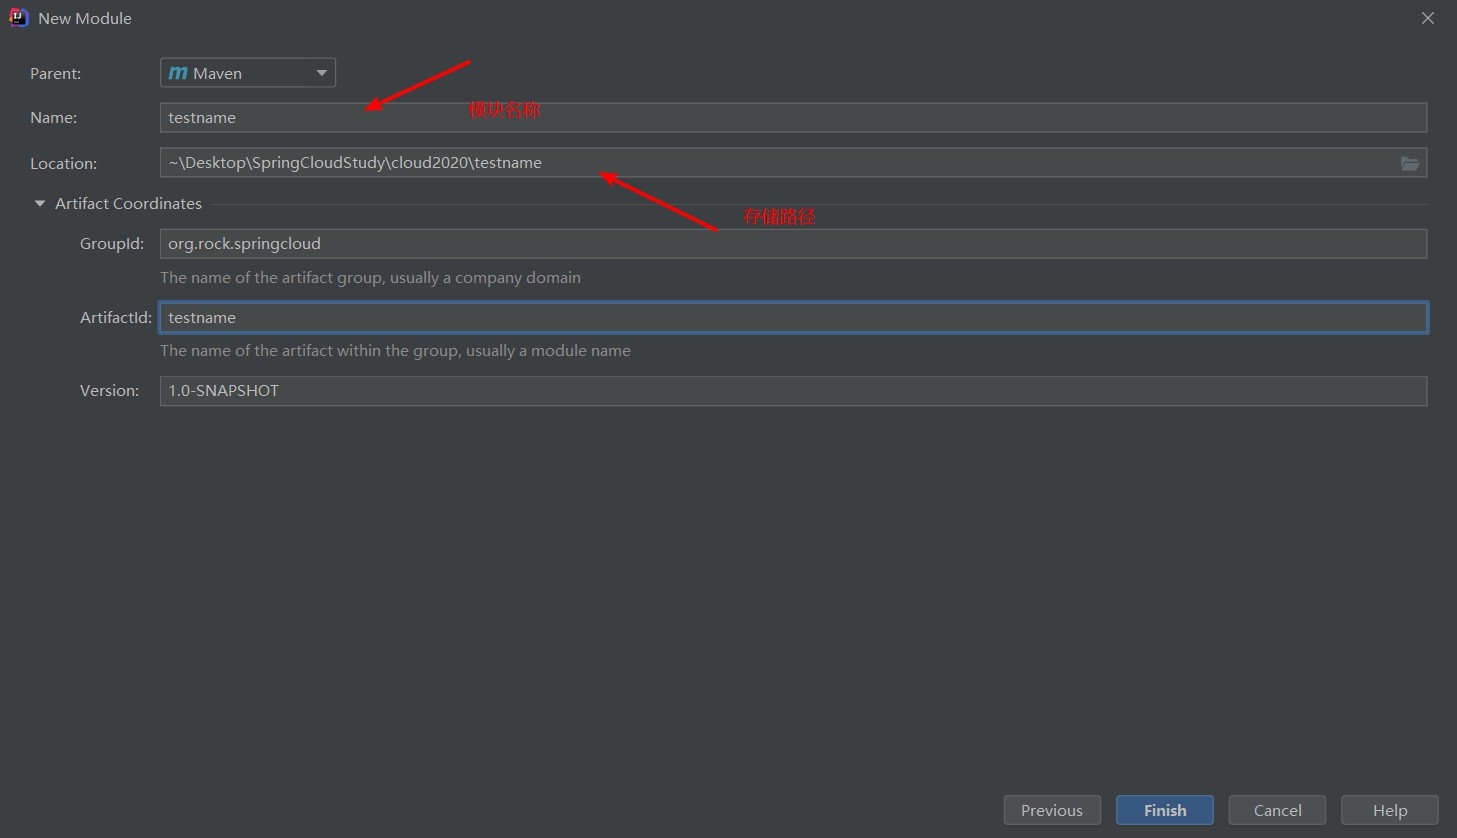 New Module
Parent: m Maven
Name: testname
模块名称
Location: ~\Desktop\SpringCloudStudy\cloud2020\testname
Artifact Coordinates
存储路径
GroupId: org.rock.springcloud
The name of the artifact group, usually a company domain
ArtifactId: testname
The name of the artifact within the group, usually a module name
Version: 1.0-SNAPSHOT
Previous Finish Cancel Help